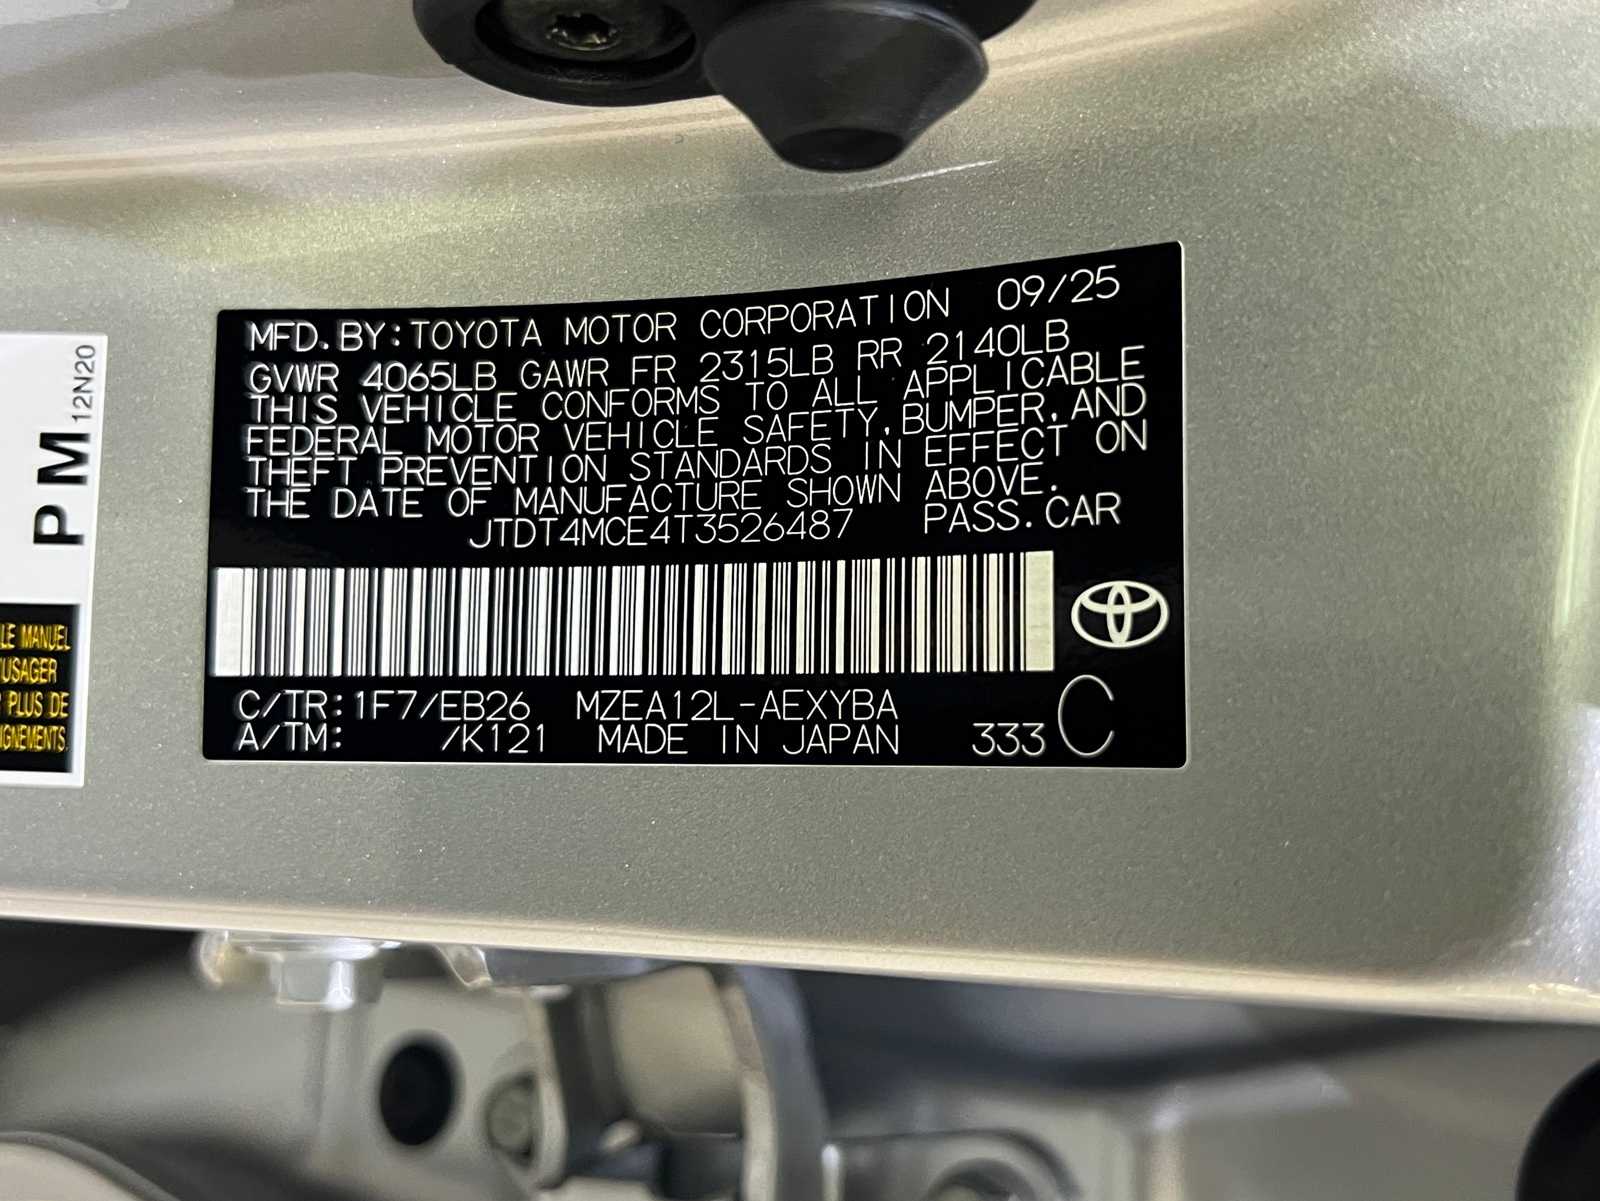 MFD. BY: TOYOTA MOTOR CORPORATION 09/25
GVWR 4065LB GAWR FR 2315LB RR 2140LB
THIS VEHICLE CONFORMS TO ALL APPLICABLE
FEDERAL MOTOR VEHICLE SAFETY, BUMPER, AND
THEFT PREVENTION STANDARDS IN EFFECT ON
THE DATE OF MANUFACTURE SHOWN ABOVE.
JTDT4MCE4T3526487 PASS. CAR
C/TR: 1F7/EB26 MZEA12L-AEXYBA
A/TM: /K121 MADE IN JAPAN 333 C
PM 12N20
LE MANUEL
'USAGER
PLUS DE
IGNEMENTS.